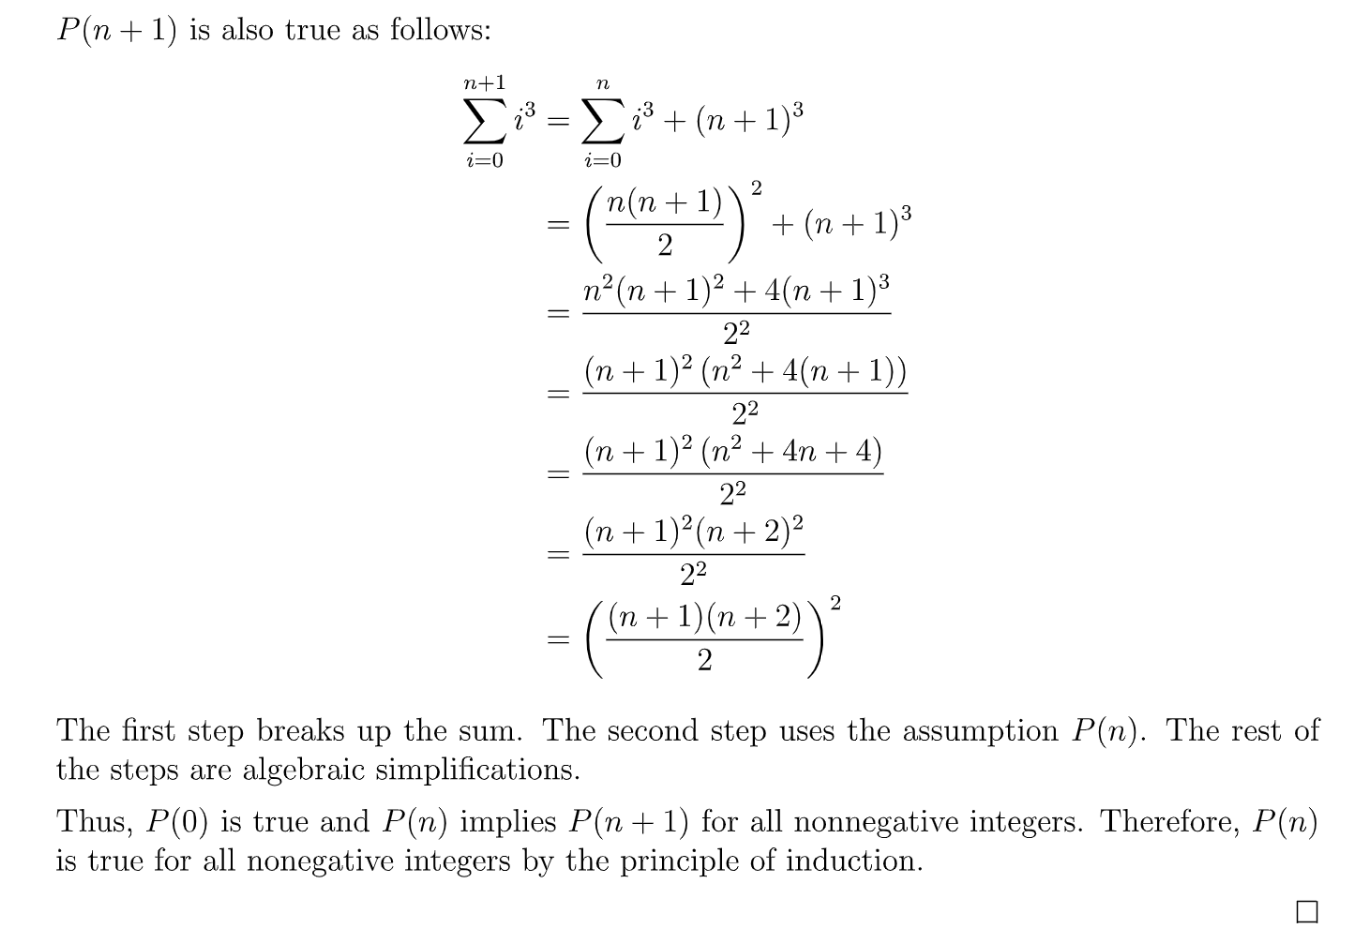 P(n + 1) is also true as follows:
\sum_{i=0}^{n+1} i^3 = \sum_{i=0}^{n} i^3 + (n + 1)^3
= \left( \frac{n(n + 1)}{2} \right)^2 + (n + 1)^3
= \frac{n^2(n + 1)^2 + 4(n + 1)^3}{2^2}
= \frac{(n + 1)^2 (n^2 + 4(n + 1))}{2^2}
= \frac{(n + 1)^2 (n^2 + 4n + 4)}{2^2}
= \frac{(n + 1)^2(n + 2)^2}{2^2}
= \left( \frac{(n + 1)(n + 2)}{2} \right)^2
The first step breaks up the sum. The second step uses the assumption P(n). The rest of
the steps are algebraic simplifications.
Thus, P(0) is true and P(n) implies P(n + 1) for all nonnegative integers. Therefore, P(n)
is true for all nonegative integers by the principle of induction.
□